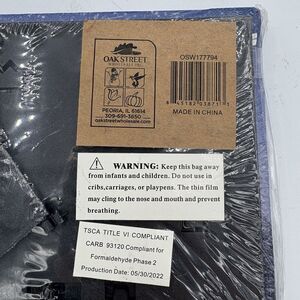 OAK STREET
WHOLESALE INC.
PEORIA, IL 61614
309-691-3650
oakstreetwholesale.com
OSW177794
MADE IN CHINA
WARNING: Keep this bag away
from infants and children. Do not use in
cribs,carriages, or playpens. The thin film
may cling to the nose and mouth and prevent
breathing.
TSCA TITLE VI COMPLIANT
CARB 93120 Compliant for
Formaldehyde Phase 2
Production Date: 05/30/2022